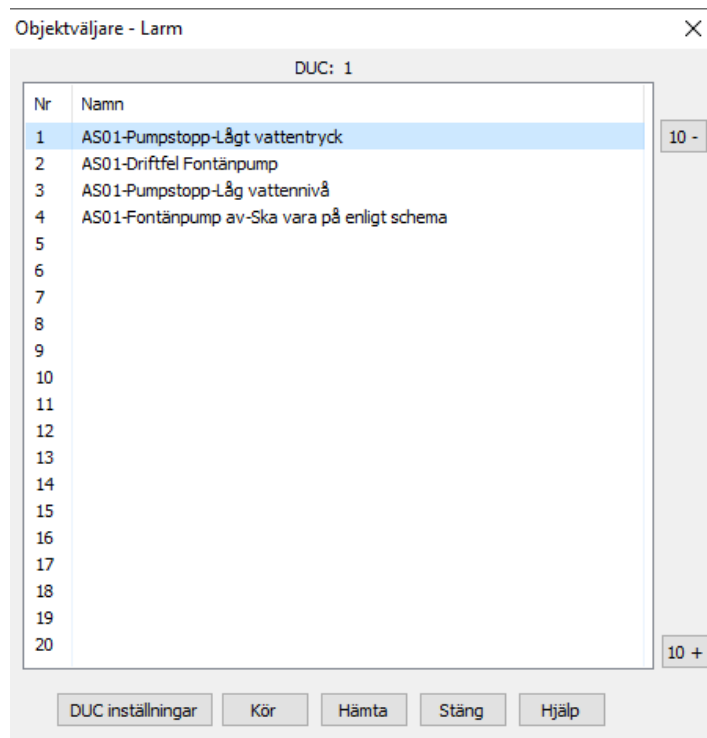 Objektväljare - Larm
DUC: 1
Nr Namn
1 AS01-Pumpstopp-Lågt vattentryck
10 -
2 AS01-Driftfel Fontänpump
3 AS01-Pumpstopp-Låg vattennivå
4 AS01-Fontänpump av-Ska vara på enligt schema
5
6
7
8
9
10
11
12
13
14
15
16
17
18
19
20
10 +
DUC inställningar Kör Hämta Stäng Hjälp